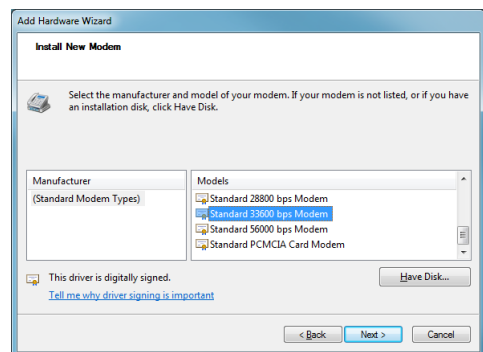 Add Hardware Wizard
Install New Modem
Select the manufacturer and model of your modem. If your modem is not listed, or if you have
an installation disk, click Have Disk.
Manufacturer
(Standard Modem Types)
Models
Standard 28800 bps Modem
Standard 33600 bps Modem
Standard 56000 bps Modem
Standard PCMCIA Card Modem
This driver is digitally signed.
Have Disk...
Tell me why driver signing is important
< Back
Next >
Cancel